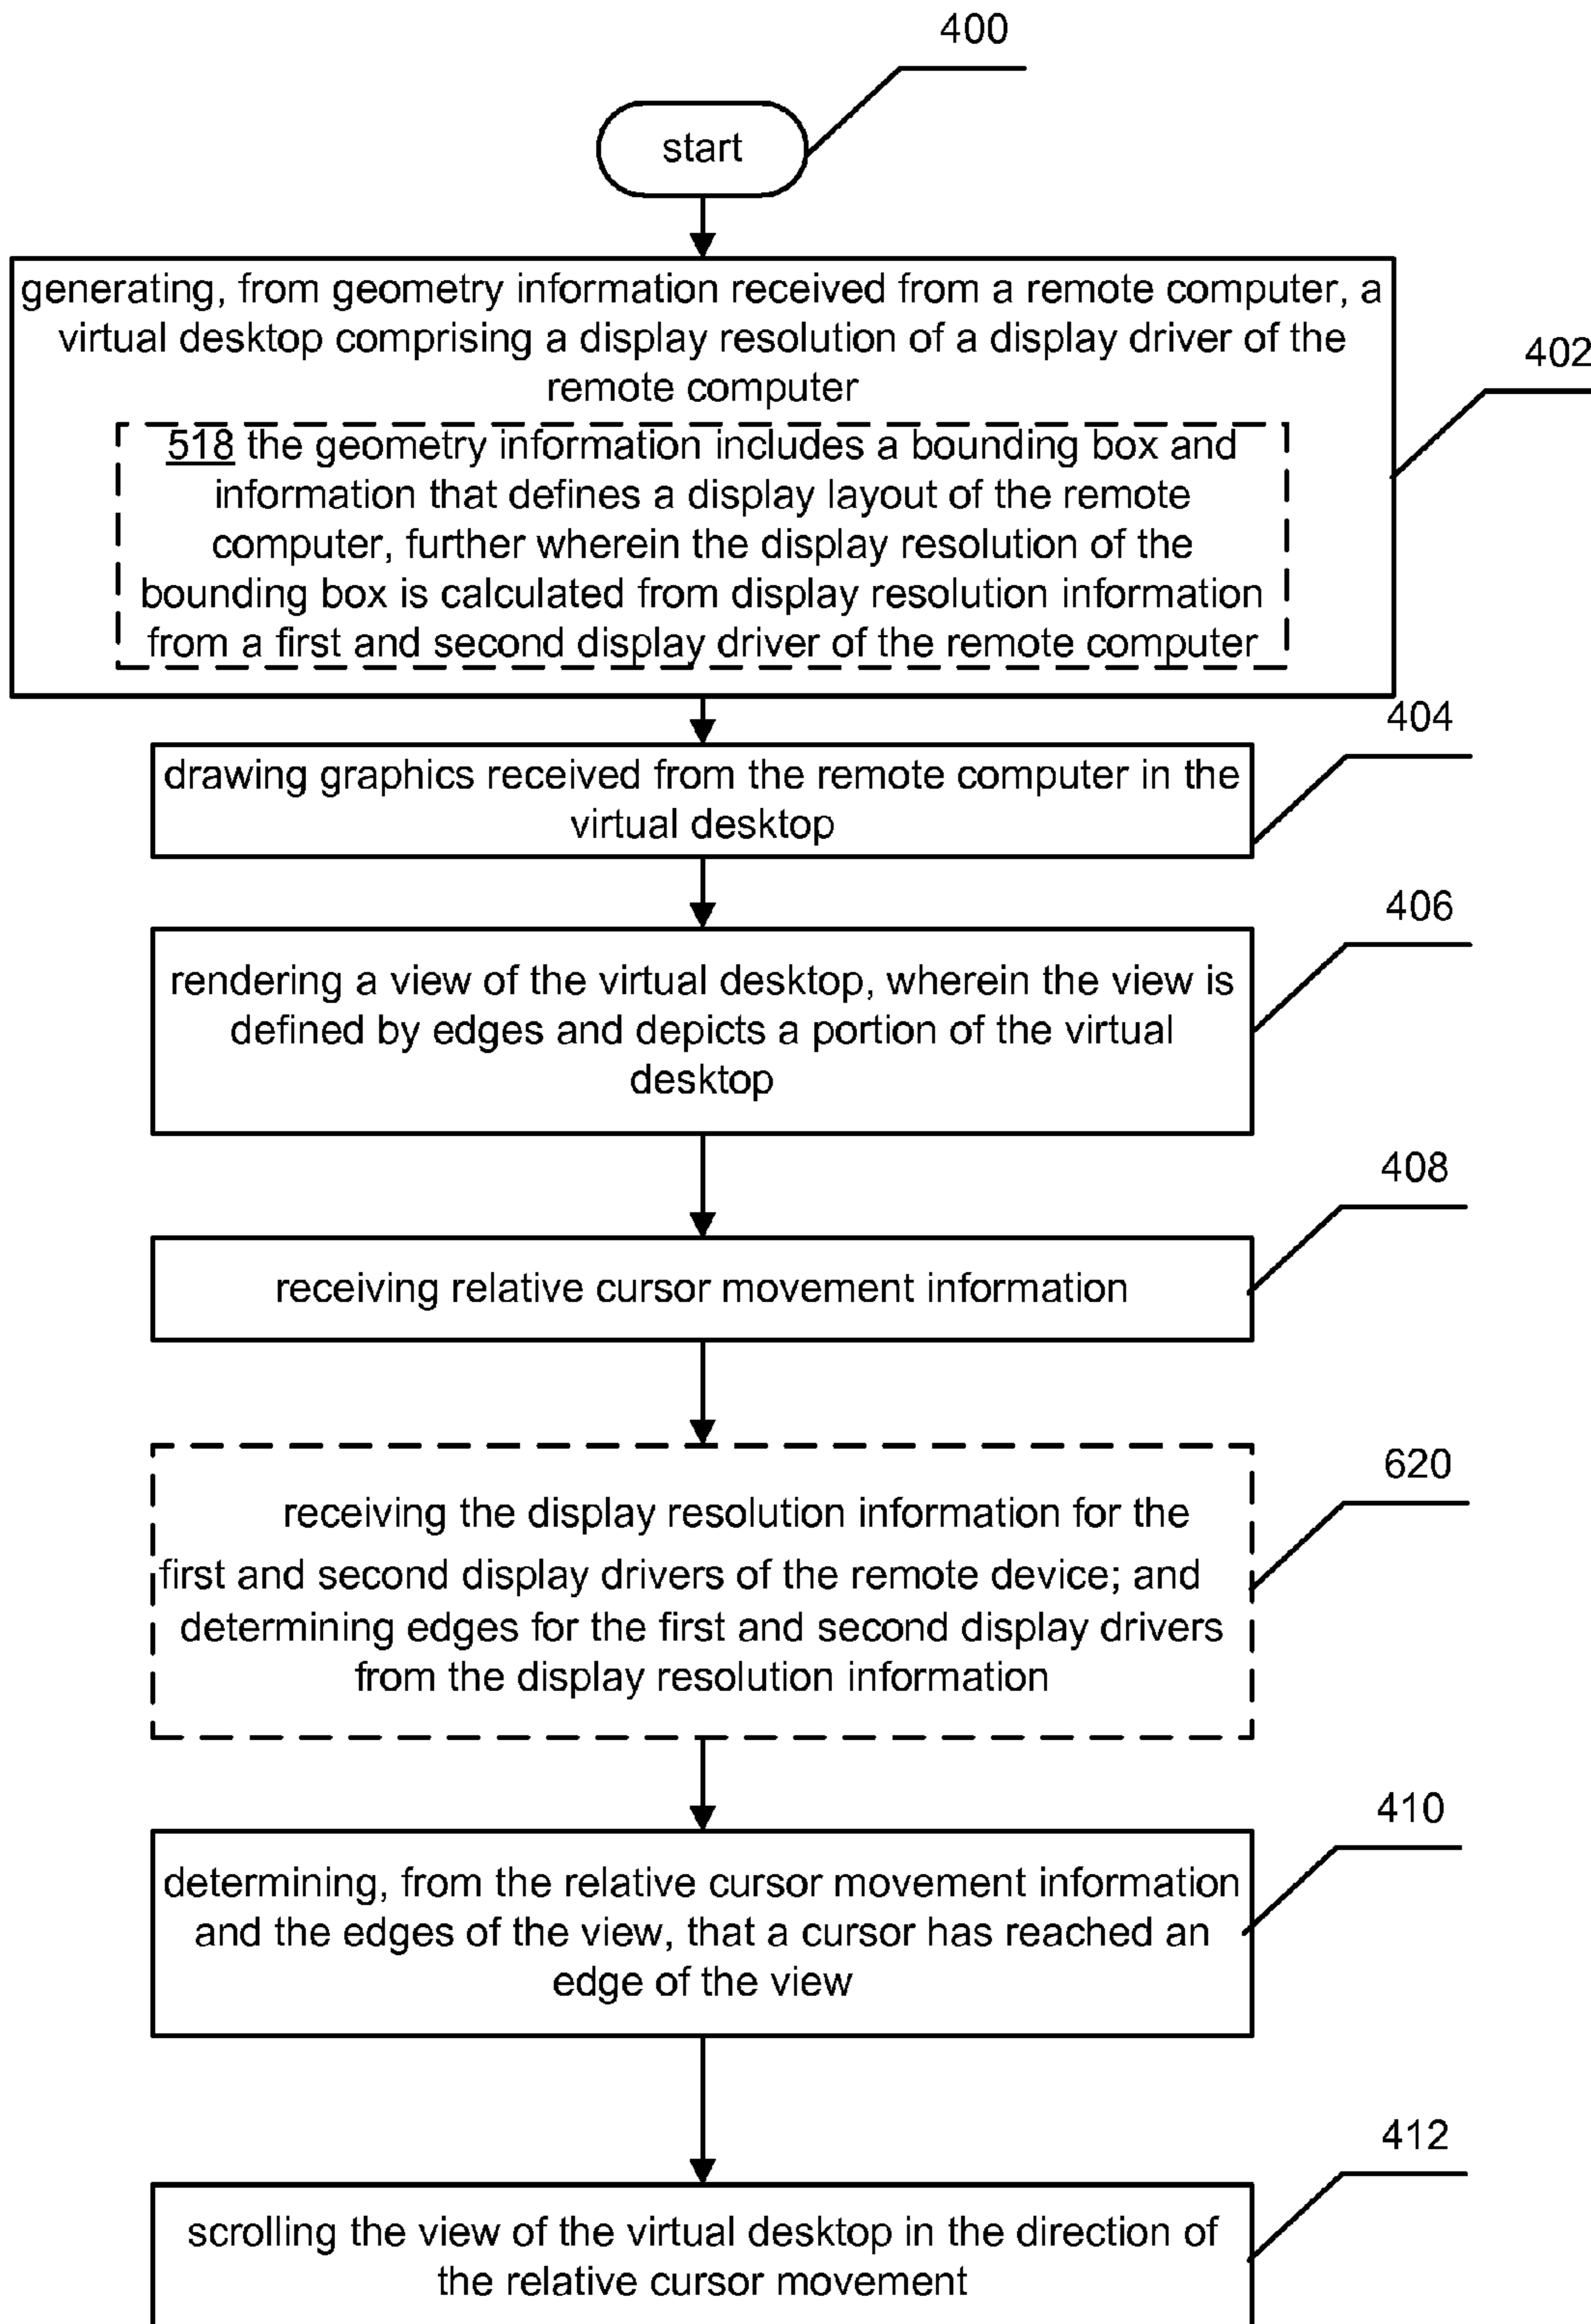 400
start
generating, from geometry information received from a remote computer, a
virtual desktop comprising a display resolution of a display driver of the
remote computer
402
518 the geometry information includes a bounding box and
information that defines a display layout of the remote
computer, further wherein the display resolution of the
bounding box is calculated from display resolution information
from a first and second display driver of the remote computer
404
drawing graphics received from the remote computer in the
virtual desktop
406
rendering a view of the virtual desktop, wherein the view is
defined by edges and depicts a portion of the virtual
desktop
408
receiving relative cursor movement information
620
receiving the display resolution information for the
first and second display drivers of the remote device; and
determining edges for the first and second display drivers
from the display resolution information
410
determining, from the relative cursor movement information
and the edges of the view, that a cursor has reached an
edge of the view
412
scrolling the view of the virtual desktop in the direction of
the relative cursor movement